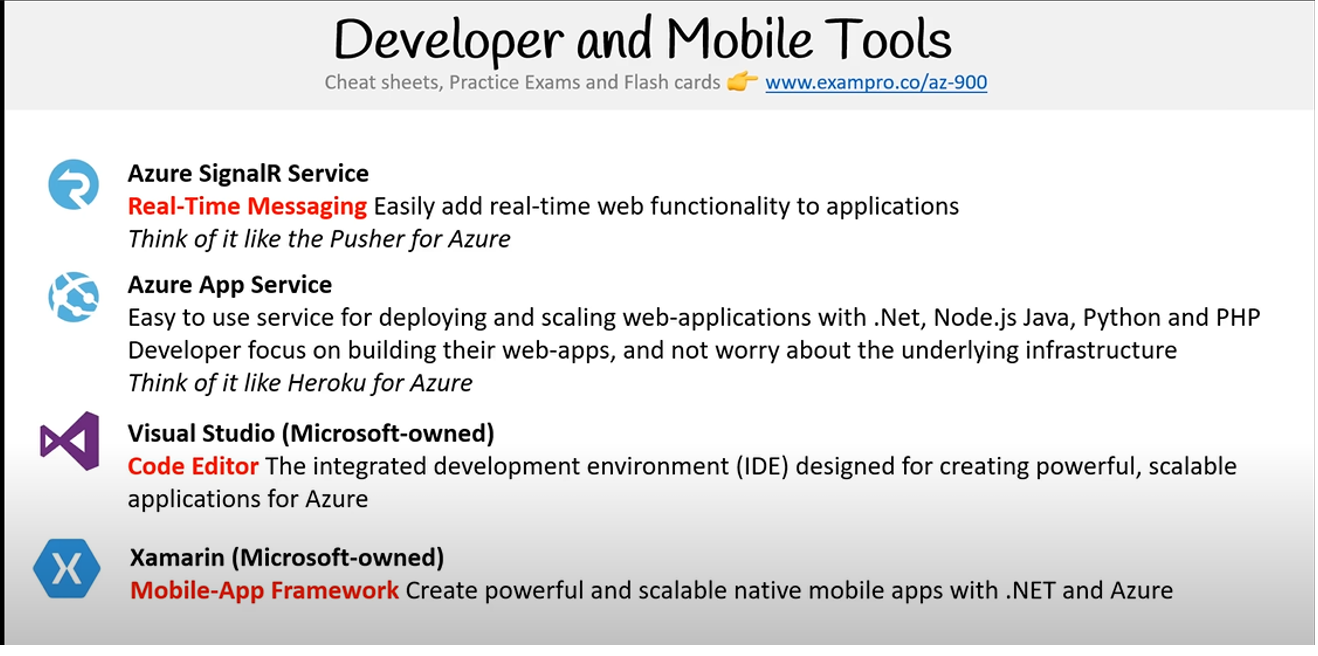 Developer and Mobile Tools
Cheat sheets, Practice Exams and Flash cards 👉 www.exampro.co/az-900
Azure SignalR Service
Real-Time Messaging Easily add real-time web functionality to applications
Think of it like the Pusher for Azure
Azure App Service
Easy to use service for deploying and scaling web-applications with .Net, Node.js Java, Python and PHP
Developer focus on building their web-apps, and not worry about the underlying infrastructure
Think of it like Heroku for Azure
Visual Studio (Microsoft-owned)
Code Editor The integrated development environment (IDE) designed for creating powerful, scalable
applications for Azure
Xamarin (Microsoft-owned)
Mobile-App Framework Create powerful and scalable native mobile apps with .NET and Azure